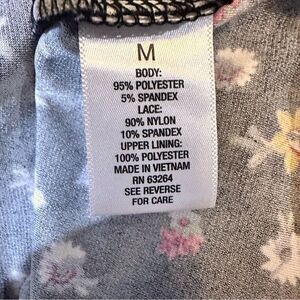 M
BODY:
95% POLYESTER
5% SPANDEX
LACE:
90% NYLON
10% SPANDEX
UPPER LINING:
100% POLYESTER
MADE IN VIETNAM
RN 63264
SEE REVERSE
FOR CARE